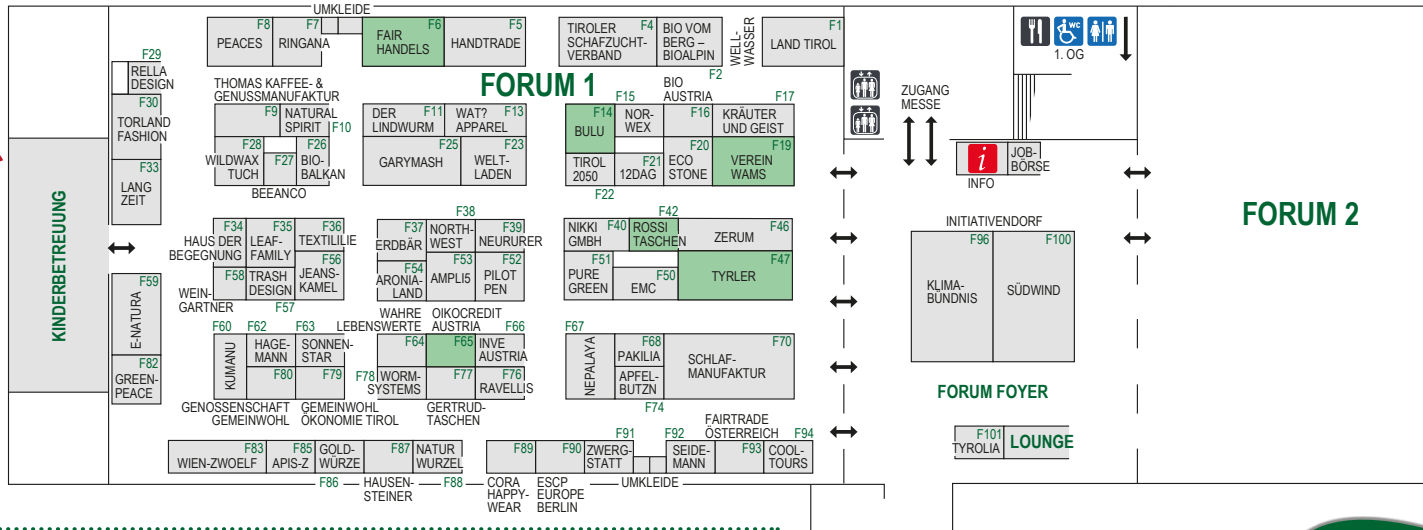 UMKLEIDE
F8
PEACES
F7
RINGANA
F6
FAIR
HANDELS
F5
HANDTRADE
TIROLER
SCHAFZUCHT-
VERBAND
F4
BIO VOM
BERG –
BIOALPIN
WELL-
WASSER
F2
F1
LAND TIROL
WC
1. OG
F29
RELLA
DESIGN
F30
TORLAND
FASHION
F33
LANG
ZEIT
FORUM 1
THOMAS KAFFEE- &
GENUSSMANUFAKTUR
F9
NATURAL
SPIRIT
F10
DER
LINDWURM
F11
WAT?
APPAREL
F13
F14
BULU
F15
NOR-
WEX
BIO
AUSTRIA
F16
F17
KRÄUTER
UND GEIST
ZUGANG
MESSE
F28
WILDWAX
TUCH
F27
BEEANCO
F26
BIO-
BALKAN
F25
GARYMASH
F23
WELT-
LADEN
TIROL
2050
F22
F21
12DAG
F20
ECO
STONE
F19
VEREIN
WAMS
i
INFO
JOB-
BÖRSE
KINDERBETREUUNG
FORUM 2
F34
HAUS DER
BEGEGNUNG
F35
LEAF-
FAMILY
F36
TEXTILILIE
F37
ERDBÄR
F38
NORTH-
WEST
F39
NEURURER
NIKKI
GMBH
F40
F42
ROSSI
TASCHEN
F46
ZERUM
INITIATIVENDORF
F96
KLIMA-
BÜNDNIS
F100
SÜDWIND
F58
WEIN-
GARTNER
TRASH
DESIGN
F57
F56
JEANS-
KAMEL
F54
ARONIA-
LAND
F53
AMPLI5
F52
PILOT
PEN
F51
PURE
GREEN
F50
EMC
F47
TYRLER
F59
E-NATURA
F82
GREEN-
PEACE
F60
KUMANU
F62
HAGE-
MANN
F63
SONNEN-
STAR
WAHRE
LEBENSWERTE
F64
OIKOCREDIT
AUSTRIA
F65
F66
INVE
AUSTRIA
F67
NEPALAYA
F68
PAKILIA
F70
SCHLAF-
MANUFAKTUR
F80
GENOSSENSCHAFT
GEMEINWOHL
F79
GEMEINWOHL
ÖKONOMIE TIROL
F78
WORM-
SYSTEMS
F77
GERTRUD-
TASCHEN
F76
RAVELLIS
APFEL-
BUTZN
F74
FORUM FOYER
F83
WIEN-ZWOELF
F85
APIS-Z
GOLD-
WÜRZE
F86
F87
HAUSEN-
STEINER
NATUR
WURZEL
F88
F89
CORA
HAPPY-
WEAR
F90
ESCP
EUROPE
BERLIN
F91
ZWERG-
STATT
UMKLEIDE
F92
SEIDE-
MANN
FAIRTRADE
ÖSTERREICH
F93
F94
COOL-
TOURS
F101
TYROLIA
LOUNGE